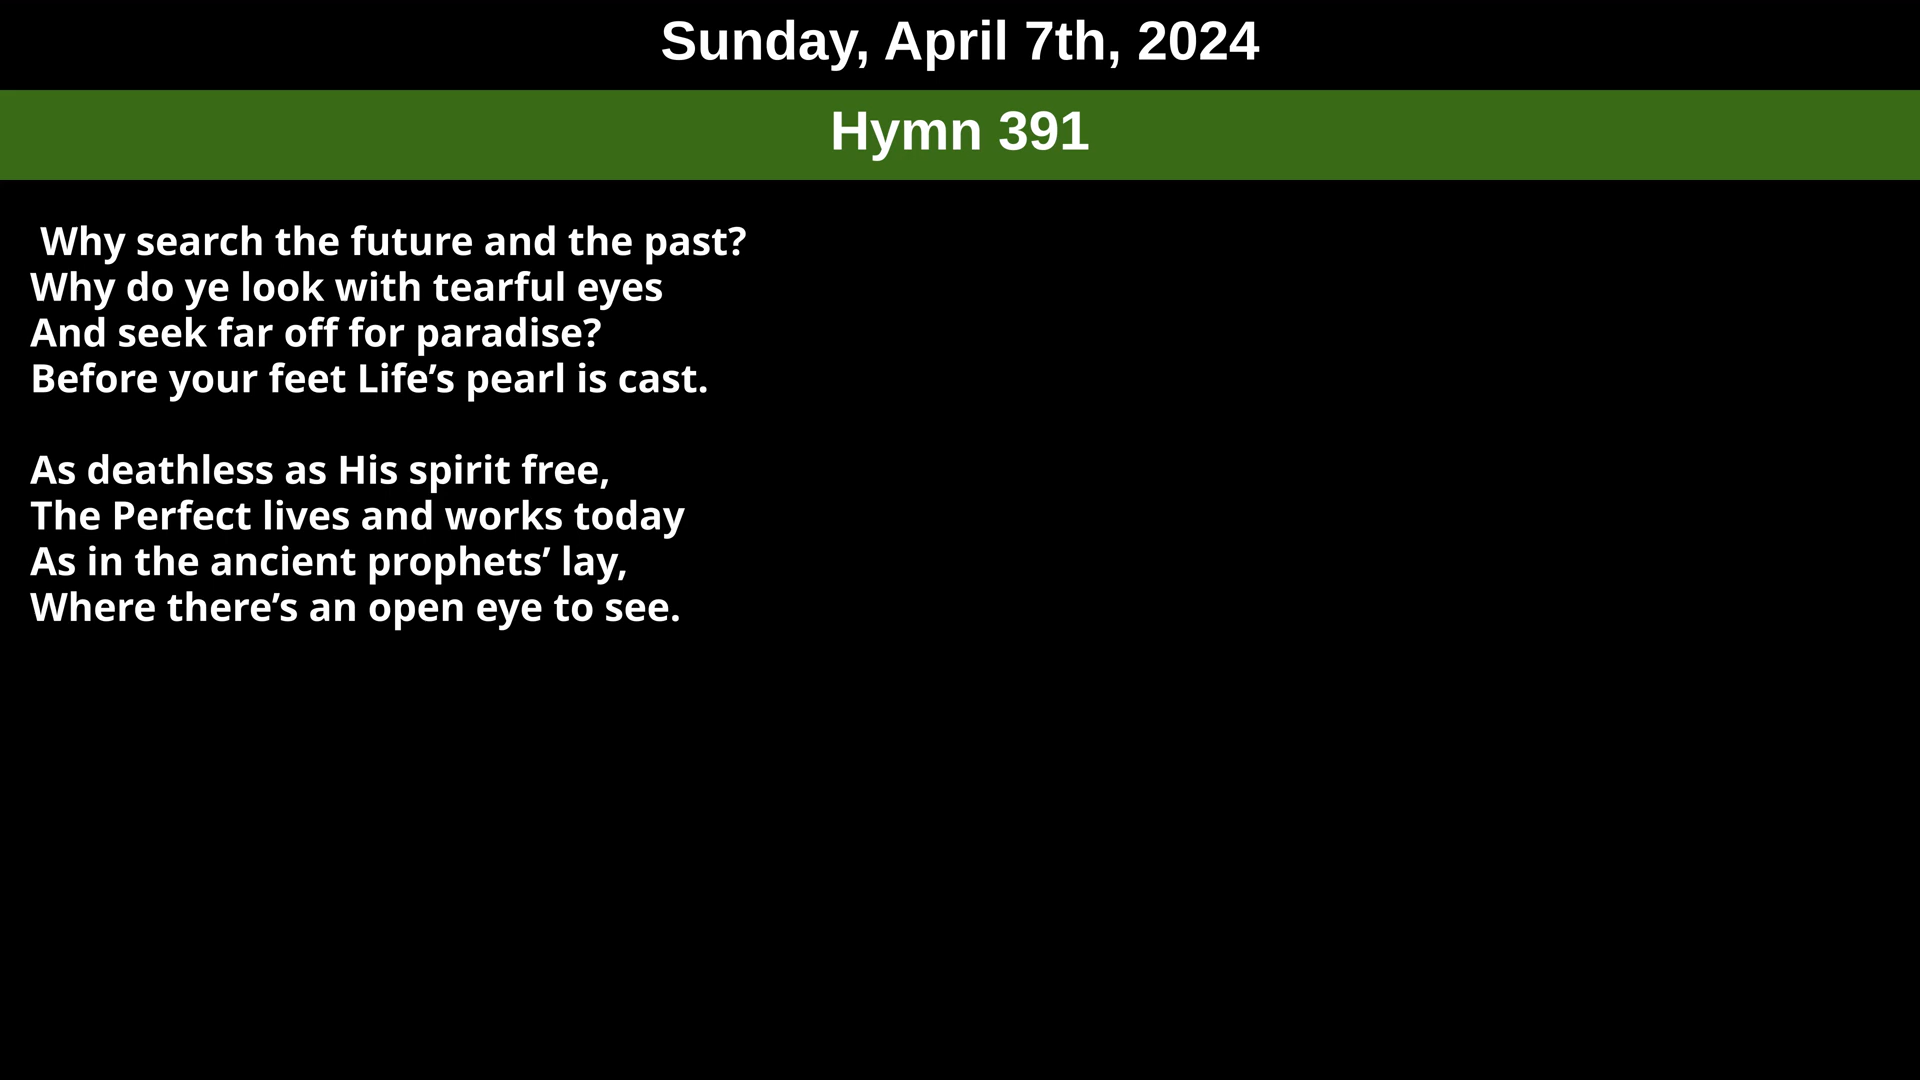 Sunday, April 7th, 2024
Hymn 391
Why search the future and the past?
Why do ye look with tearful eyes
And seek far off for paradise?
Before your feet Life’s pearl is cast.
As deathless as His spirit free,
The Perfect lives and works today
As in the ancient prophets’ lay,
Where there’s an open eye to see.